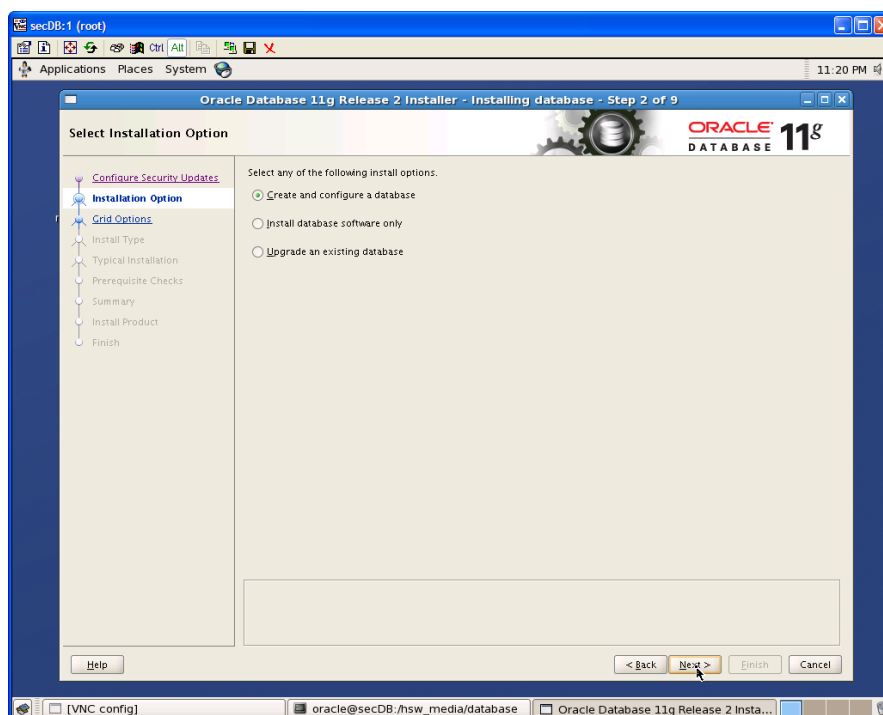 secDB:1 (root)
Ctrl Alt
Applications Places System
11:20 PM
Oracle Database 11g Release 2 Installer - Installing database - Step 2 of 9
Select Installation Option
ORACLE
DATABASE
11g
Configure Security Updates
Installation Option
Grid Options
Install Type
Typical Installation
Prerequisite Checks
Summary
Install Product
Finish
Select any of the following install options.
Create and configure a database
Install database software only
Upgrade an existing database
Help
< Back
Next >
Finish
Cancel
[VNC config]
oracle@secDB:/hsw_media/database
Oracle Database 11g Release 2 Insta...